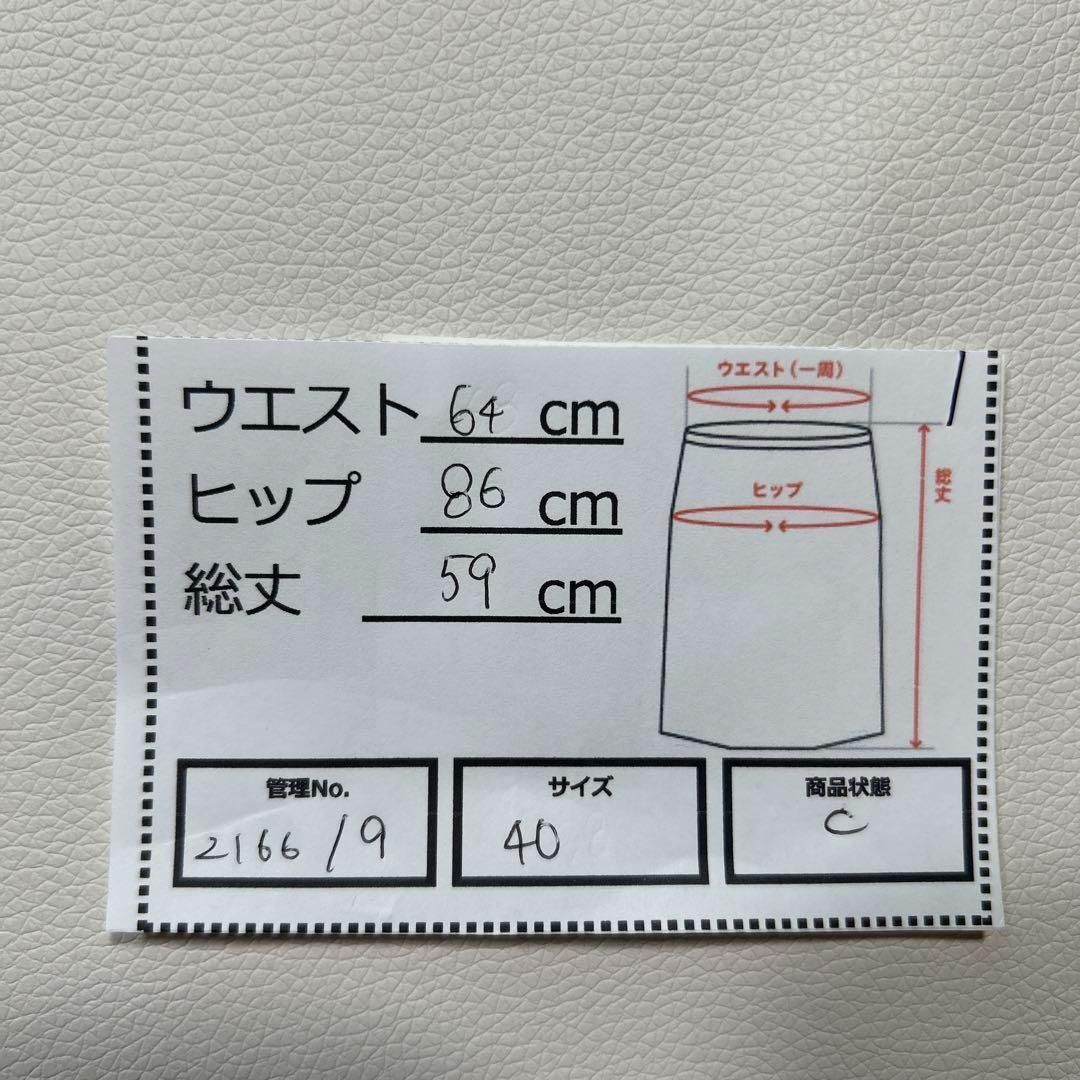 ウエスト 64 cm
ヒップ 86 cm
総丈 59 cm
ウエスト(一周)
ヒップ
総丈
管理No.
2166/9
サイズ
40
商品状態
C